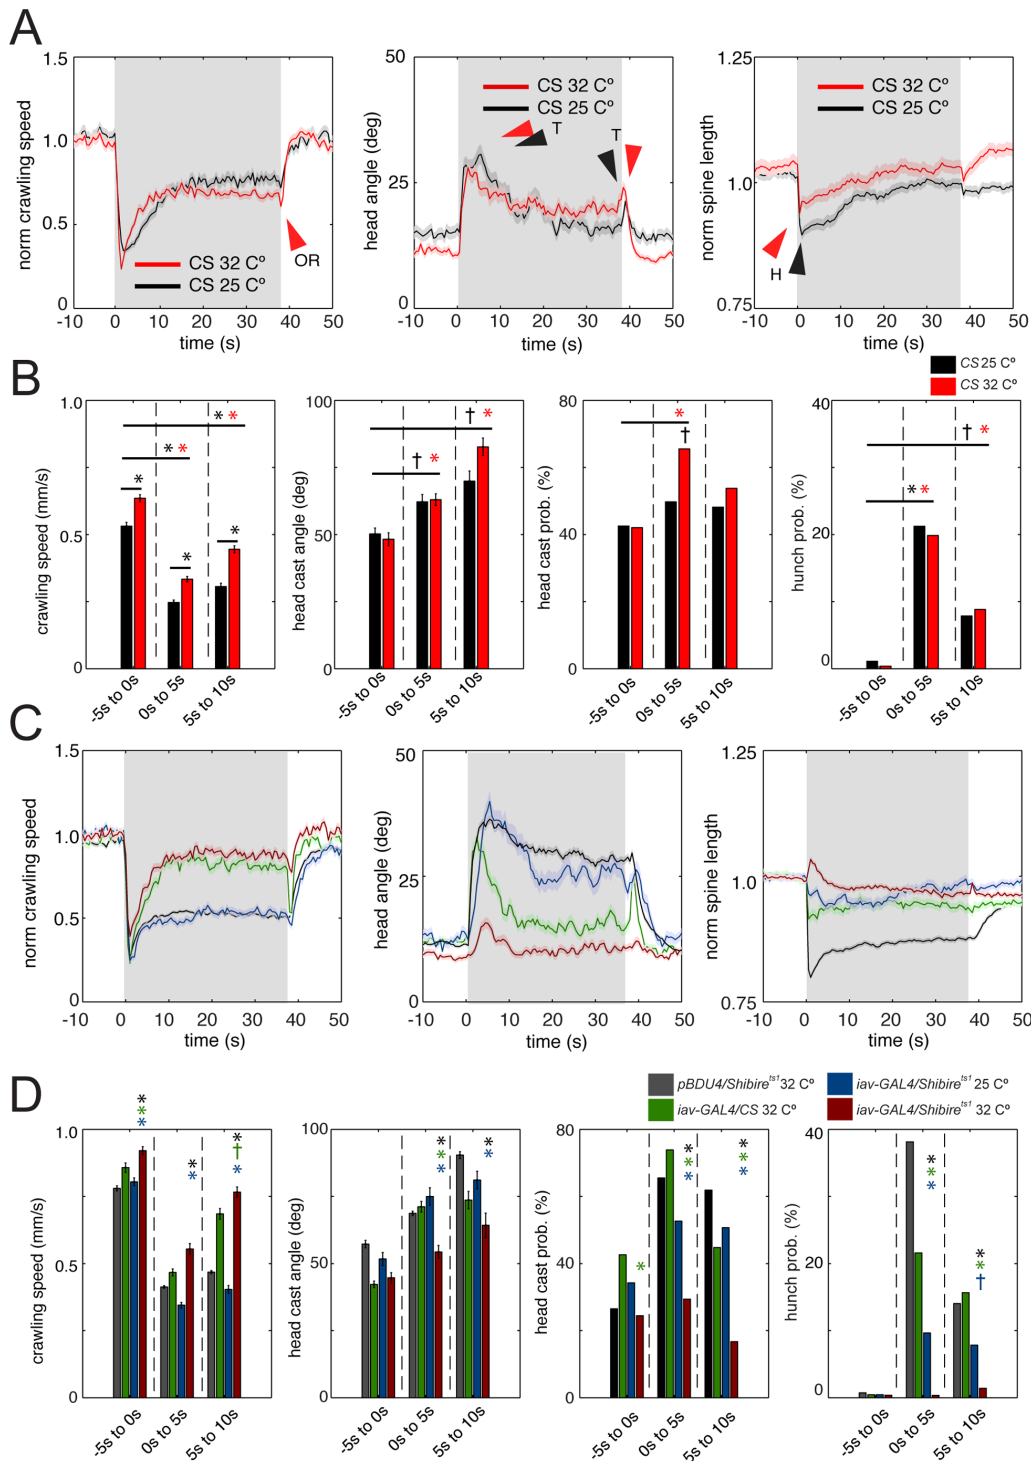 A
norm crawling speed
1.5
1.0
0.5
0
-10 0 10 20 30 40 50
time (s)
CS 32 Cº
CS 25 Cº
OR
head angle (deg)
50
25
0
-10 0 10 20 30 40 50
time (s)
CS 32 Cº
CS 25 Cº
T
T
norm spine length
1.25
1.0
0.75
-10 0 10 20 30 40 50
time (s)
CS 32 Cº
CS 25 Cº
H
B
CS 25 Cº
CS 32 Cº
crawling speed (mm/s)
1.0
0.5
0
* *
* *
*
*
*
-5s to 0s
0s to 5s
5s to 10s
head cast angle (deg)
100
50
0
† *
† *
-5s to 0s
0s to 5s
5s to 10s
head cast prob. (%)
80
40
0
*
†
-5s to 0s
0s to 5s
5s to 10s
hunch prob. (%)
40
20
0
† *
* *
-5s to 0s
0s to 5s
5s to 10s
C
norm crawling speed
1.5
1.0
0.5
0
-10 0 10 20 30 40 50
time (s)
head angle (deg)
50
25
0
-10 0 10 20 30 40 50
time (s)
norm spine length
1.25
1.0
0.75
-10 0 10 20 30 40 50
time (s)
D
pBDU4/Shibire^ts1 32 Cº
iav-GAL4/CS 32 Cº
iav-GAL4/Shibire^ts1 25 Cº
iav-GAL4/Shibire^ts1 32 Cº
crawling speed (mm/s)
1.0
0.5
0
* * *
* *
* † *
-5s to 0s
0s to 5s
5s to 10s
head cast angle (deg)
100
50
0
* * *
* *
-5s to 0s
0s to 5s
5s to 10s
head cast prob. (%)
80
40
0
*
* * *
* * *
-5s to 0s
0s to 5s
5s to 10s
hunch prob. (%)
40
20
0
* * *
* * †
-5s to 0s
0s to 5s
5s to 10s